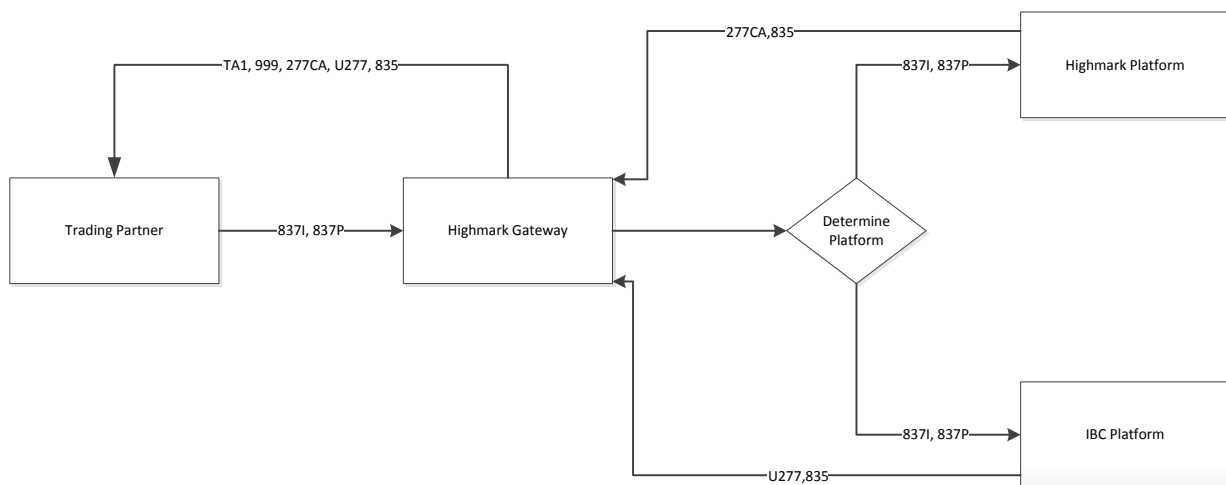 277CA,835
TA1, 999, 277CA, U277, 835
837I, 837P
Highmark Platform
Trading Partner
837I, 837P
Highmark Gateway
Determine
Platform
837I, 837P
IBC Platform
U277,835